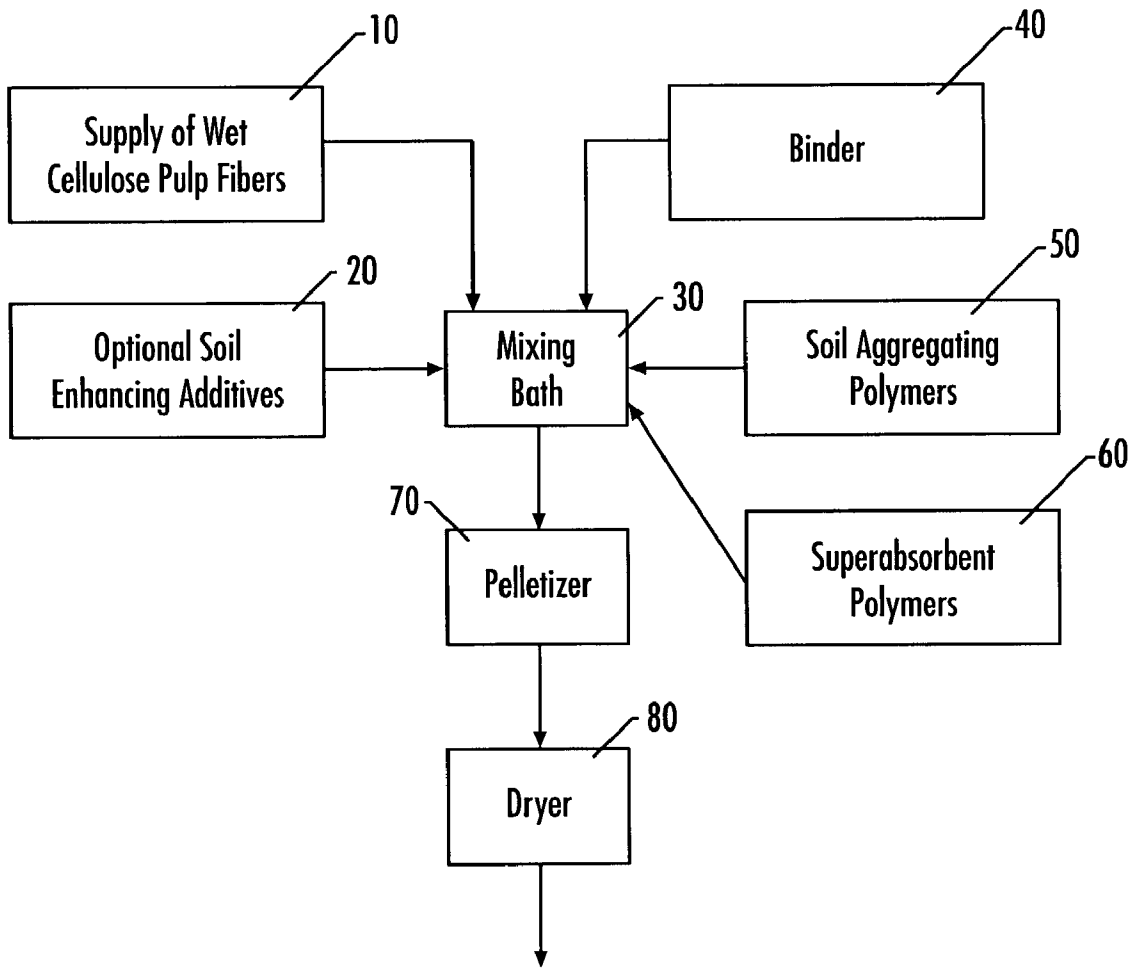 10
Supply of Wet
Cellulose Pulp Fibers
40
Binder
20
Optional Soil
Enhancing Additives
30
Mixing
Bath
50
Soil Aggregating
Polymers
60
Superabsorbent
Polymers
70
Pelletizer
80
Dryer